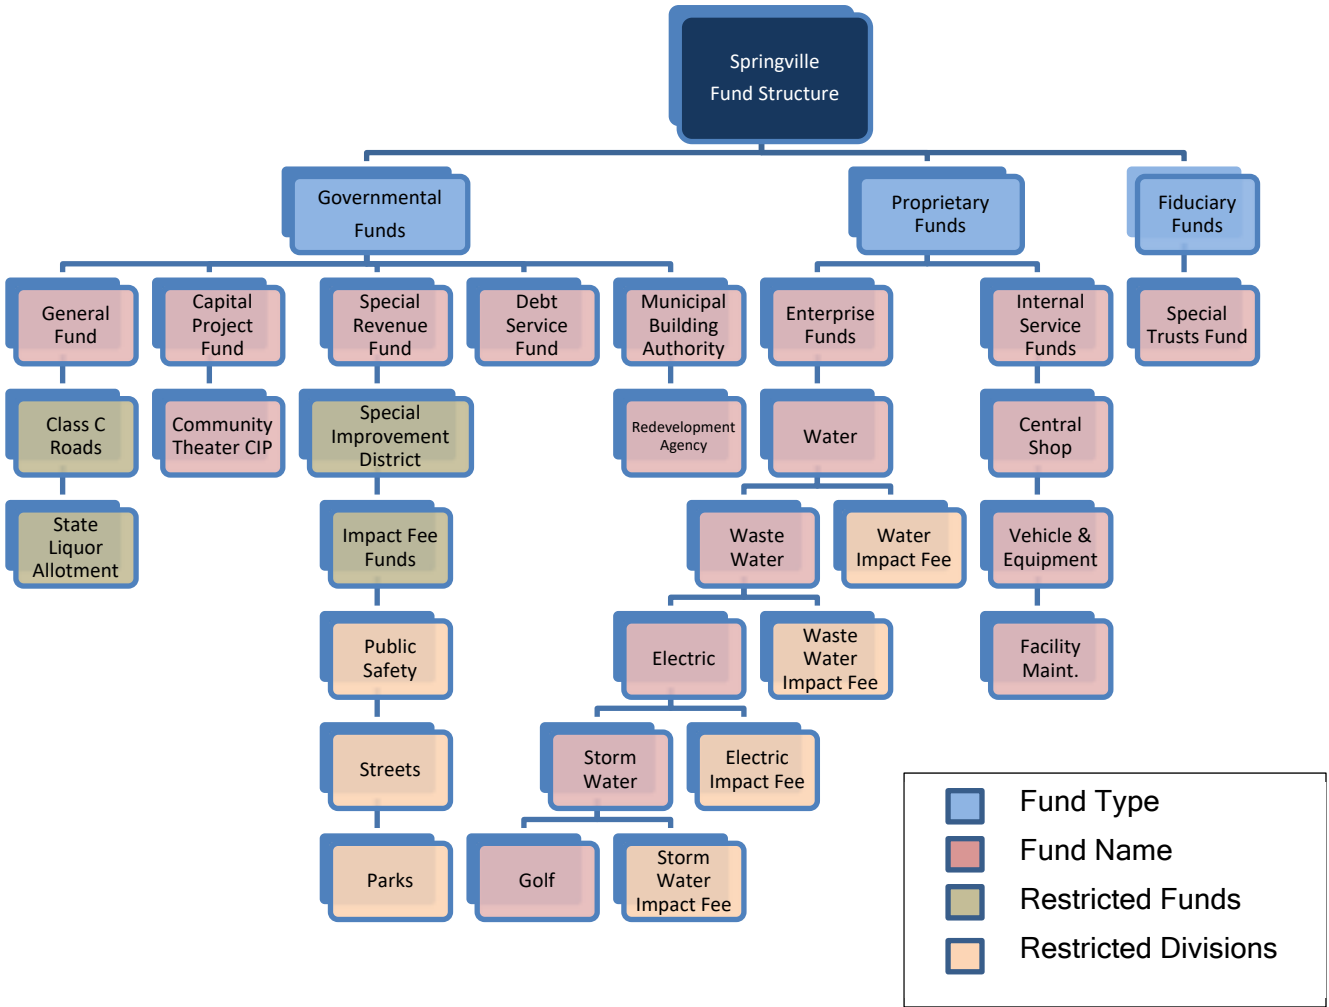 Springville
Fund Structure
Governmental
Funds
Proprietary
Funds
Fiduciary
Funds
General
Fund
Capital
Project
Fund
Special
Revenue
Fund
Debt
Service
Fund
Municipal
Building
Authority
Enterprise
Funds
Internal
Service
Funds
Special
Trusts Fund
Class C
Roads
Community
Theater CIP
Special
Improvement
District
Redevelopment
Agency
Water
Central
Shop
State
Liquor
Allotment
Impact Fee
Funds
Waste
Water
Water
Impact Fee
Vehicle &
Equipment
Public
Safety
Electric
Waste
Water
Impact Fee
Facility
Maint.
Streets
Storm
Water
Electric
Impact Fee
Parks
Golf
Storm
Water
Impact Fee
Fund Type
Fund Name
Restricted Funds
Restricted Divisions